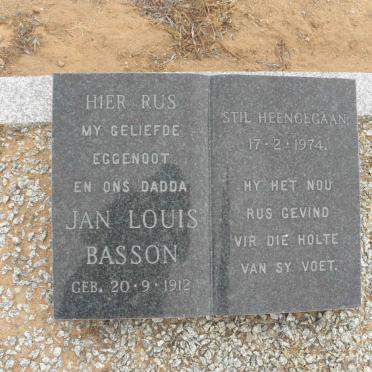 HIER RUS
MY GELIEFDE
EGGENOOT
EN ONS DADDA
JAN LOUIS
BASSON
GEB. 20·9·1912
STIL HEENGEGAAN
17·2·1974.
HY HET NOU
RUS GEVIND
VIR DIE HOLTE
VAN SY VOET.